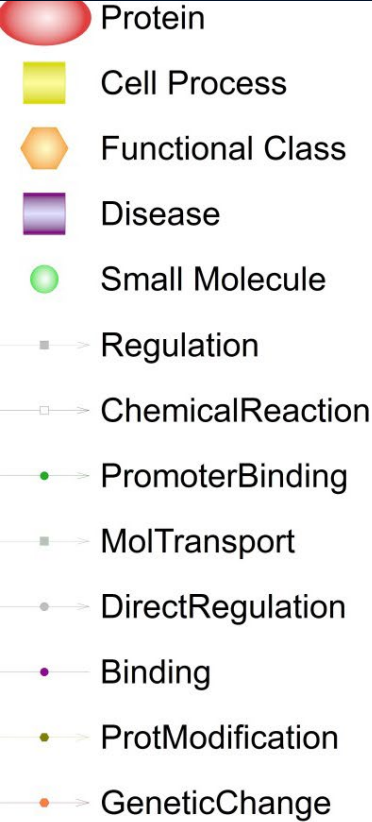 Protein
Cell Process
Functional Class
Disease
Small Molecule
Regulation
ChemicalReaction
PromoterBinding
MolTransport
DirectRegulation
Binding
ProtModification
GeneticChange